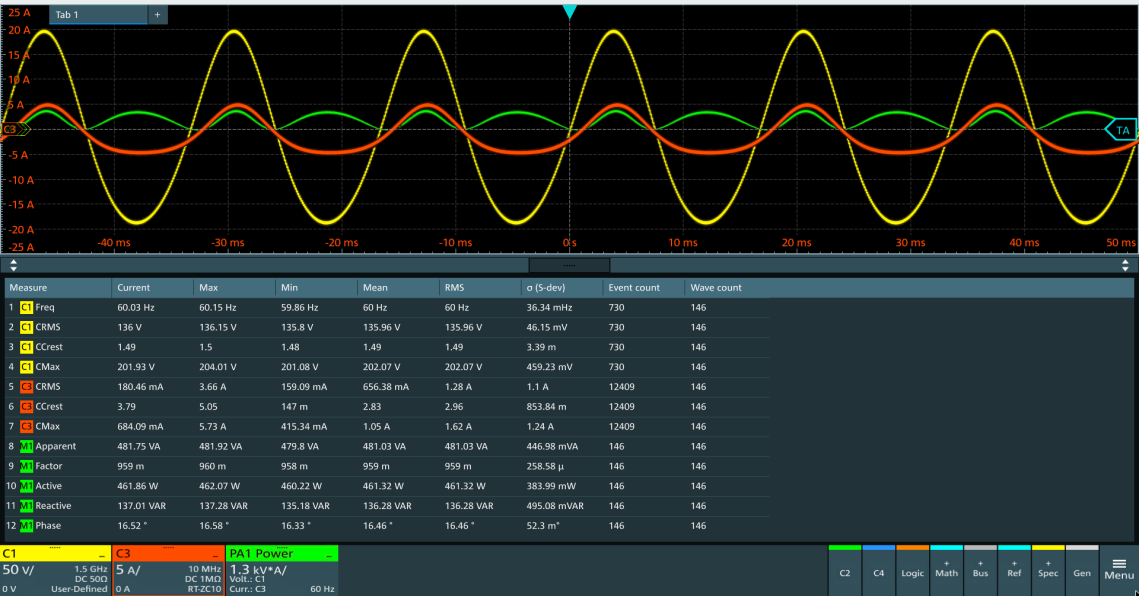 25 A
Tab 1 +
20 A
15 A
10 A
5 A
C3
TA
-5 A
-10 A
-15 A
-20 A
-25 A -40 ms -30 ms -20 ms -10 ms 0 s 10 ms 20 ms 30 ms 40 ms 50 ms
Measure Current Max Min Mean RMS σ (S-dev) Event count Wave count
1 C1 Freq 60.03 Hz 60.15 Hz 59.86 Hz 60 Hz 60 Hz 36.34 mHz 730 146
2 C1 CRMS 136 V 136.15 V 135.8 V 135.96 V 135.96 V 46.15 mV 730 146
3 C1 CCrest 1.49 1.5 1.48 1.49 1.49 3.39 m 730 146
4 C1 CMax 201.93 V 204.01 V 201.08 V 202.07 V 202.07 V 459.23 mV 730 146
5 C3 CRMS 180.46 mA 3.66 A 159.09 mA 656.38 mA 1.28 A 1.1 A 12409 146
6 C3 CCrest 3.79 5.05 147 m 2.83 2.96 853.84 m 12409 146
7 C3 CMax 684.09 mA 5.73 A 415.34 mA 1.05 A 1.62 A 1.24 A 12409 146
8 M1 Apparent 481.75 VA 481.92 VA 479.8 VA 481.03 VA 481.03 VA 446.98 mVA 146 146
9 M1 Factor 959 m 960 m 958 m 959 m 959 m 258.58 µ 146 146
10 M1 Active 461.86 W 462.07 W 460.22 W 461.32 W 461.32 W 383.99 mW 146 146
11 M1 Reactive 137.01 VAR 137.28 VAR 135.18 VAR 136.28 VAR 136.28 VAR 495.08 mVAR 146 146
12 M1 Phase 16.52 ° 16.58 ° 16.33 ° 16.46 ° 16.46 ° 52.3 m° 146 146
C1
50 V/ 1.5 GHz
DC 50Ω
0 V User-Defined
C3
5 A/ 10 MHz
DC 1MΩ
0 A RT-ZC10
PA1 Power
1.3 kV*A/
Volt.: C1
Curr.: C3 60 Hz
C2
C4
Logic
+ Math
+ Bus
+ Ref
+ Spec
Gen
Menu